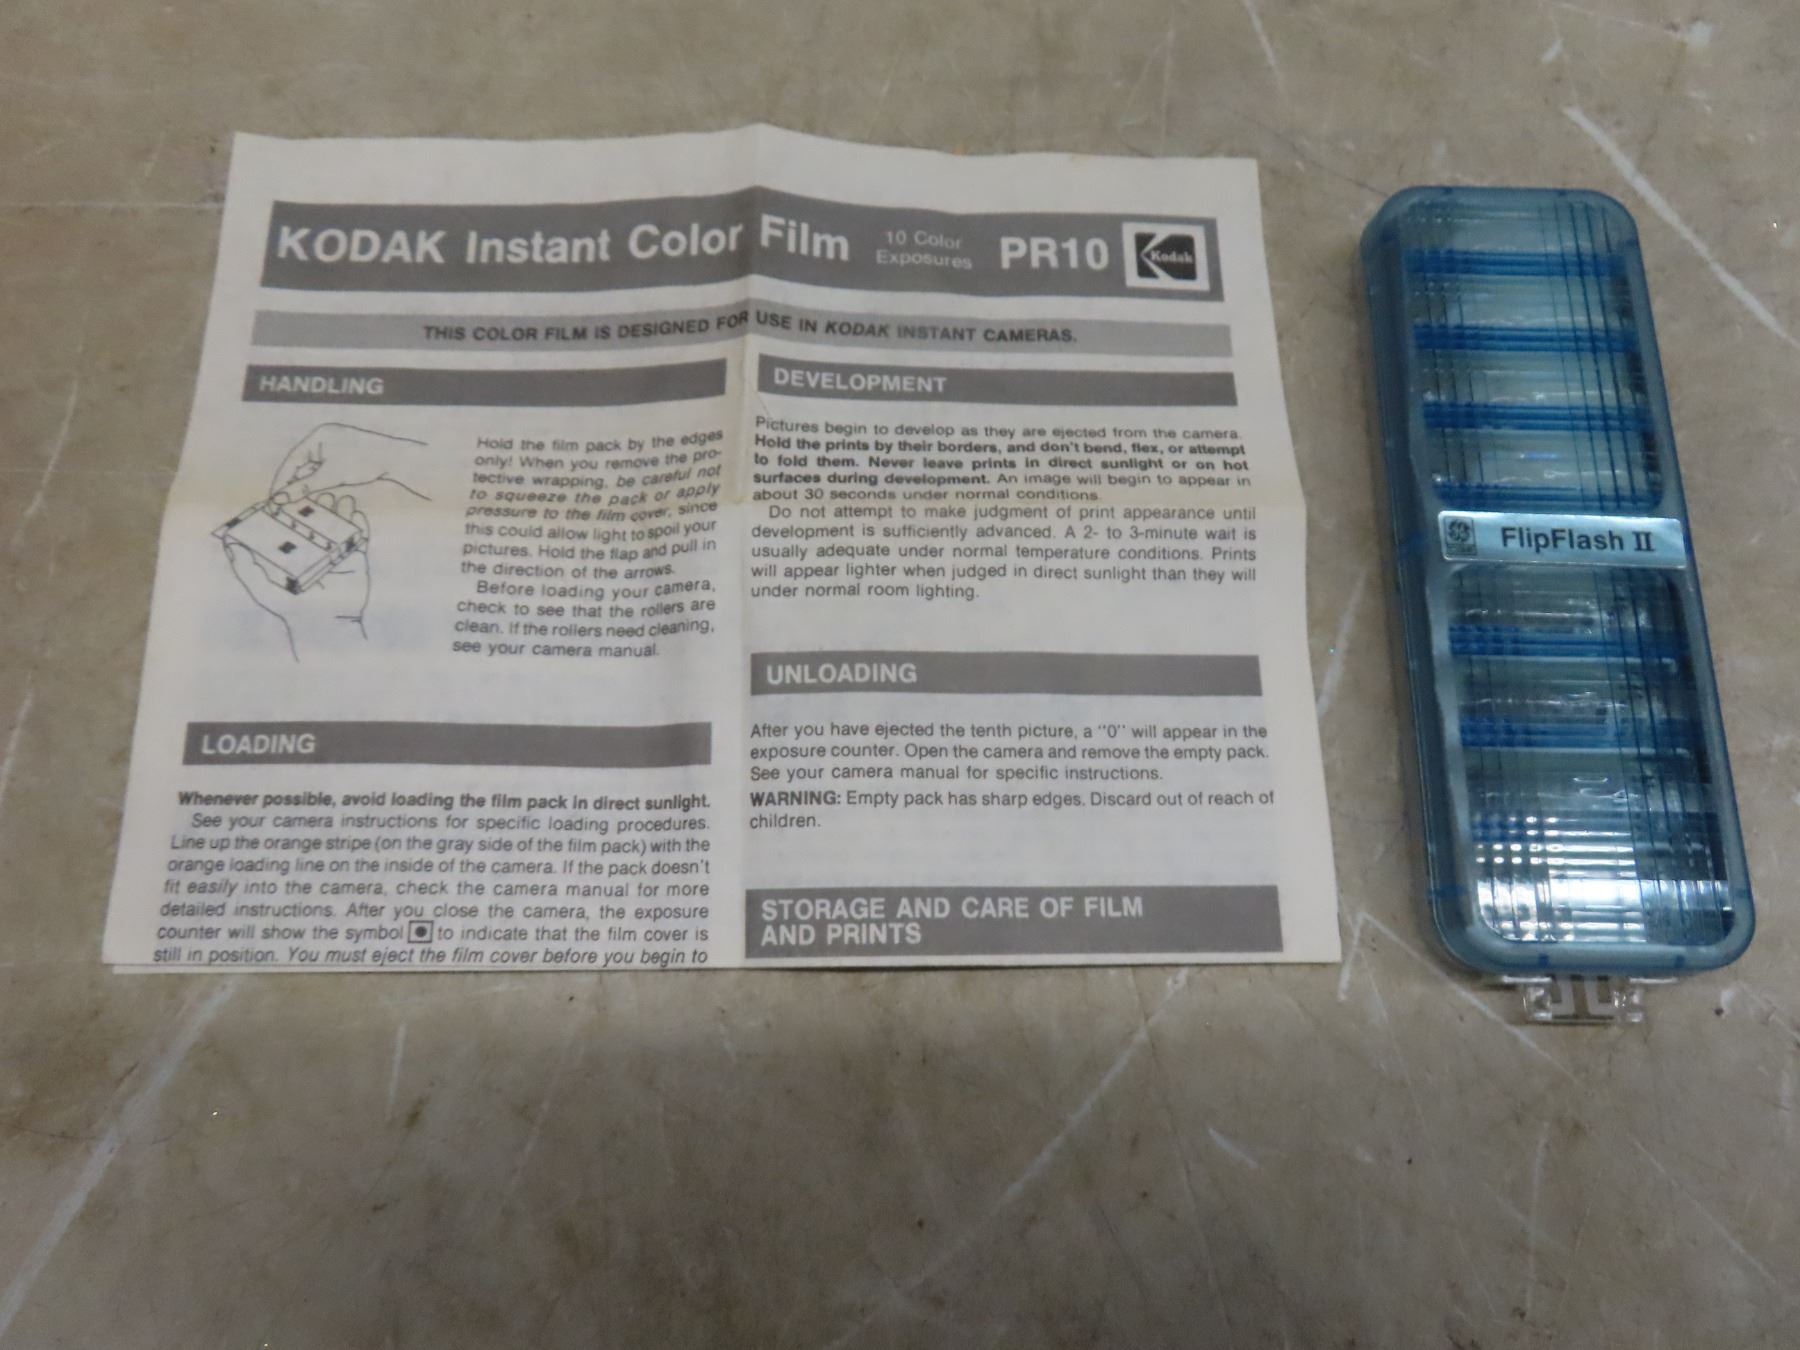 KODAK Instant Color Film 10 Color Exposures PR10 Kodak
THIS COLOR FILM IS DESIGNED FOR USE IN KODAK INSTANT CAMERAS.
HANDLING
Hold the film pack by the edges
only! When you remove the pro-
tective wrapping, be careful not
to squeeze the pack or apply
pressure to the film cover, since
this could allow light to spoil your
pictures. Hold the flap and pull in
the direction of the arrows.
Before loading your camera,
check to see that the rollers are
clean. If the rollers need cleaning,
see your camera manual.
LOADING
Whenever possible, avoid loading the film pack in direct sunlight.
See your camera instructions for specific loading procedures.
Line up the orange stripe (on the gray side of the film pack) with the
orange loading line on the inside of the camera. If the pack doesn't
fit easily into the camera, check the camera manual for more
detailed instructions. After you close the camera, the exposure
counter will show the symbol to indicate that the film cover is
still in position. You must eject the film cover before you begin to
DEVELOPMENT
Pictures begin to develop as they are ejected from the camera.
Hold the prints by their borders, and don't bend, flex, or attempt
to fold them. Never leave prints in direct sunlight or on hot
surfaces during development. An image will begin to appear in
about 30 seconds under normal conditions.
Do not attempt to make judgment of print appearance until
development is sufficiently advanced. A 2- to 3-minute wait is
usually adequate under normal temperature conditions. Prints
will appear lighter when judged in direct sunlight than they will
under normal room lighting.
UNLOADING
After you have ejected the tenth picture, a "0" will appear in the
exposure counter. Open the camera and remove the empty pack.
See your camera manual for specific instructions.
WARNING: Empty pack has sharp edges. Discard out of reach of
children.
STORAGE AND CARE OF FILM
AND PRINTS
GE FlipFlash II